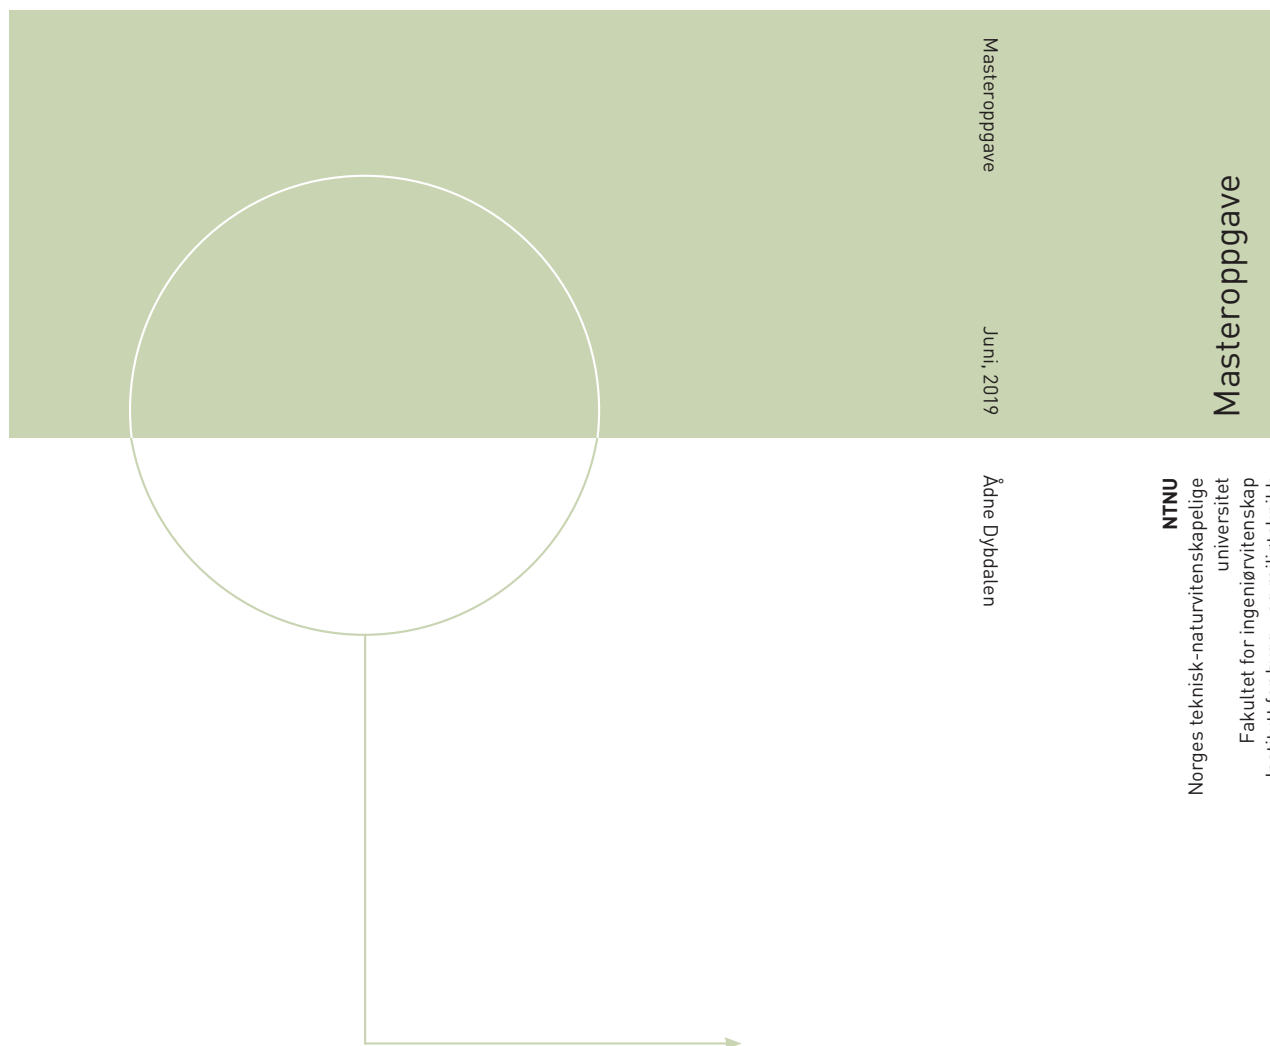 Masteroppgave
Juni, 2019
Ådne Dybdalen
Masteroppgave
NTNU
Norges teknisk-naturvitenskapelige
universitet
Fakultet for ingeniørvitenskap